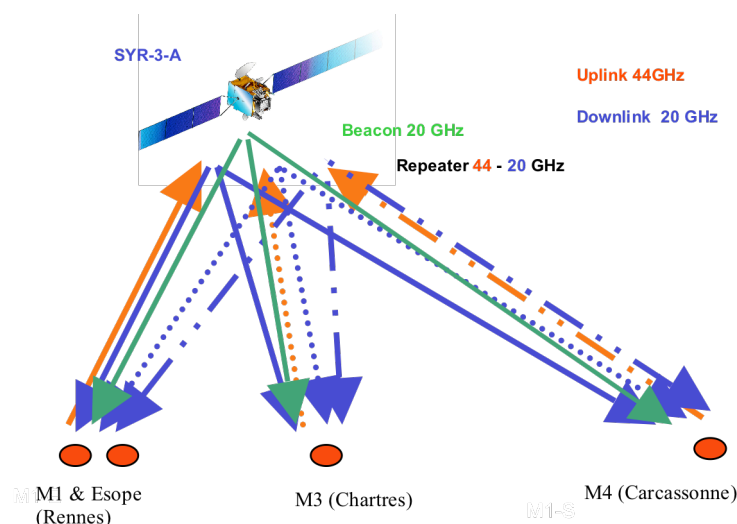 SYR-3-A
Uplink 44GHz
Downlink 20 GHz
Beacon 20 GHz
Repeater 44 - 20 GHz
M1 & Esope
(Rennes)
M3 (Chartres)
M4 (Carcassonne)
M1-S